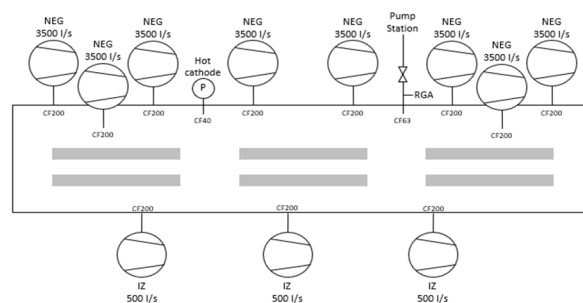 NEG
3500 l/s
NEG
3500 l/s
NEG
3500 l/s
Hot
cathode
P
NEG
3500 l/s
NEG
3500 l/s
Pump
Station
RGA
NEG
3500 l/s
NEG
3500 l/s
NEG
3500 l/s
CF200
CF200
CF200
CF40
CF200
CF200
CF63
CF200
CF200
CF200
CF200
CF200
CF200
IZ
500 l/s
IZ
500 l/s
IZ
500 l/s